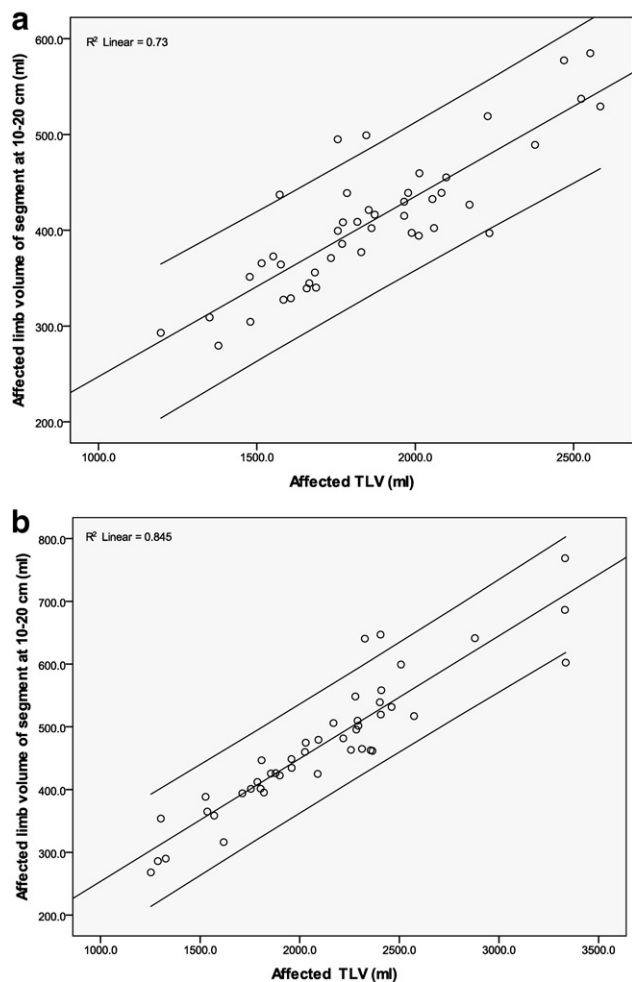 a
R² Linear = 0.73
600.0
500.0
400.0
300.0
200.0
Affected limb volume of segment at 10-20 cm (ml)
1000.0 1500.0 2000.0 2500.0
Affected TLV (ml)
b
R² Linear = 0.845
800.0
700.0
600.0
500.0
400.0
300.0
200.0
Affected limb volume of segment at 10-20 cm (ml)
1000.0 1500.0 2000.0 2500.0 3000.0 3500.0
Affected TLV (ml)